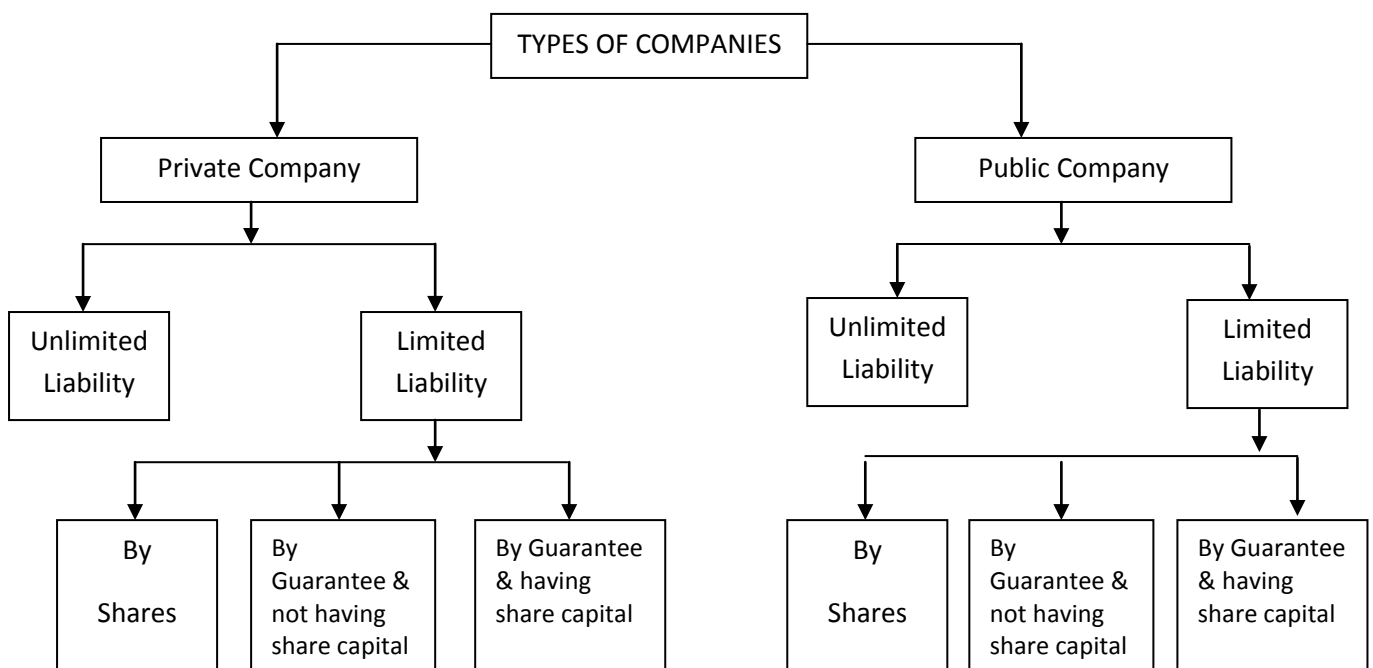 TYPES OF COMPANIES
Private Company
Public Company
Unlimited
Liability
Limited
Liability
Unlimited
Liability
Limited
Liability
By
Shares
By
Guarantee &
not having
share capital
By Guarantee
& having
share capital
By
Shares
By
Guarantee &
not having
share capital
By Guarantee
& having
share capital